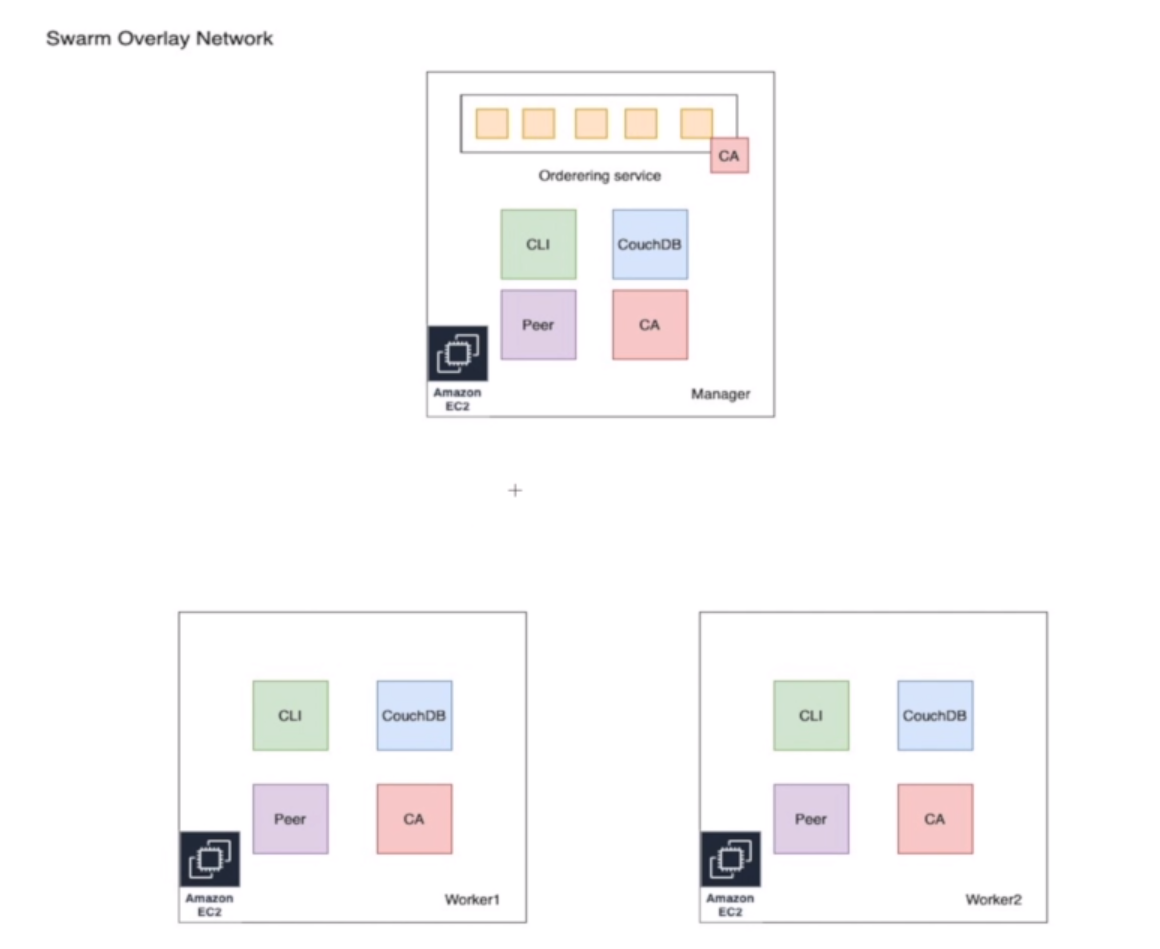 Swarm Overlay Network
CA
Orderering service
CLI
CouchDB
Peer
CA
Amazon
EC2
Manager
CLI
CouchDB
Peer
CA
Amazon
EC2
Worker1
CLI
CouchDB
Peer
CA
Amazon
EC2
Worker2